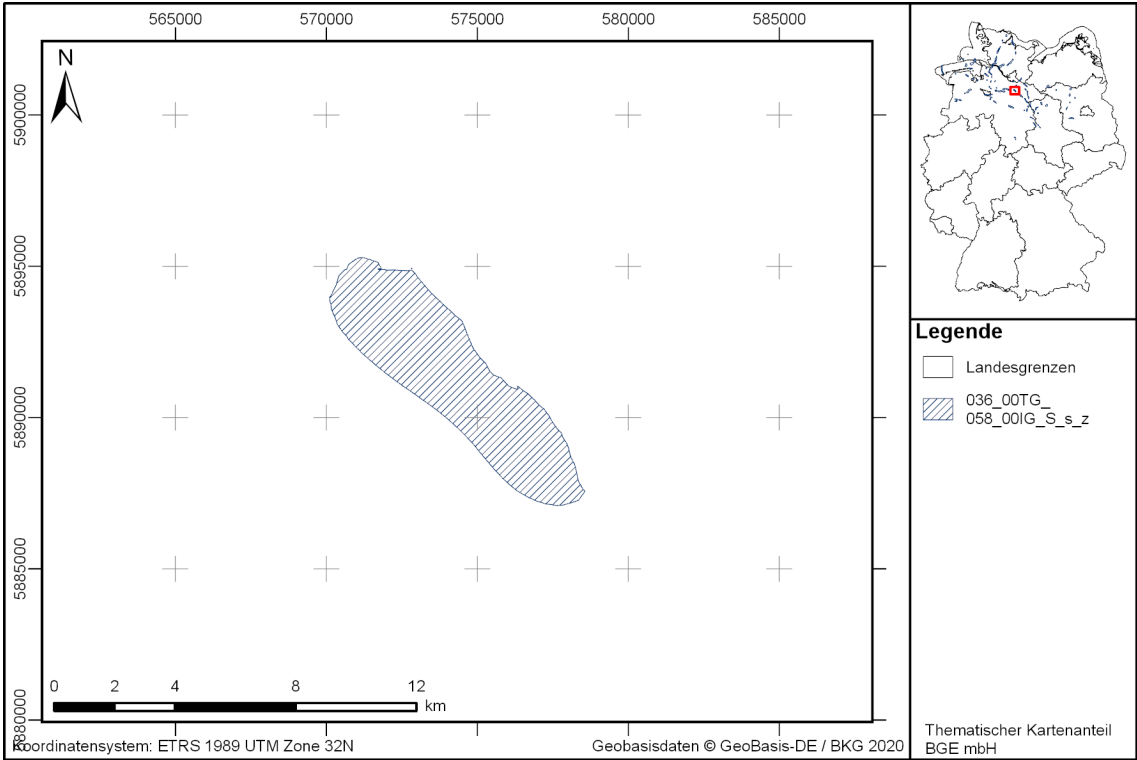 565000 570000 575000 580000 585000
N
5900000
5895000
5890000
5885000
5880000
0 2 4 8 12
km
Koordinatensystem: ETRS 1989 UTM Zone 32N
Geobasisdaten © GeoBasis-DE / BKG 2020
Legende
Landesgrenzen
036_00TG_
058_00IG_S_s_z
Thematischer Kartenanteil
BGE mbH